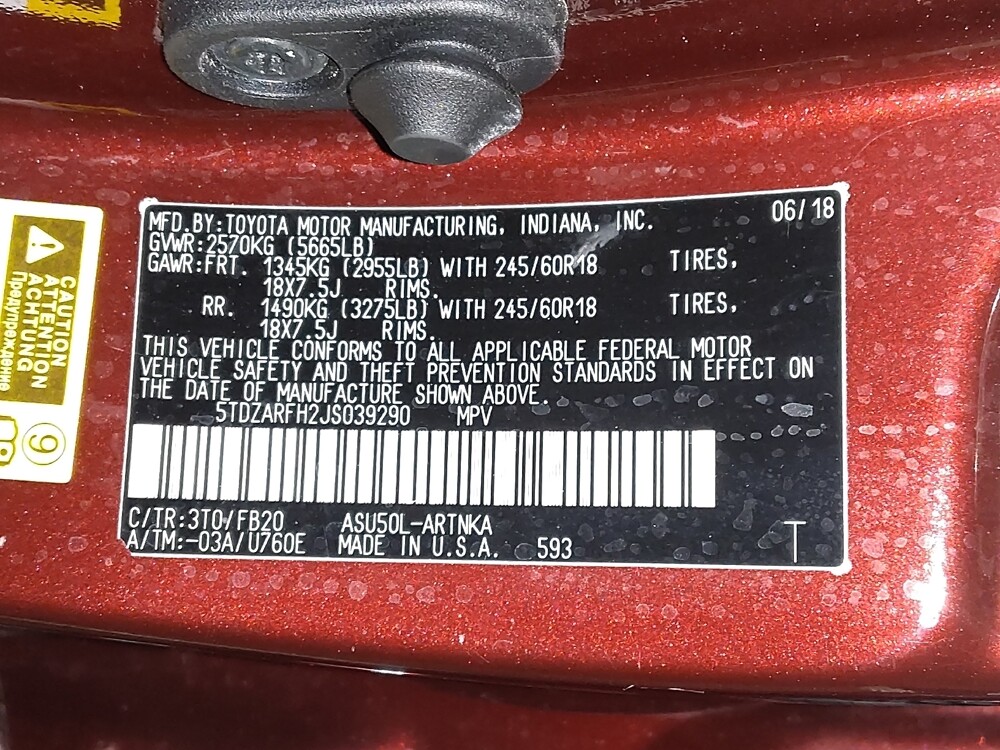 MFD.BY:TOYOTA MOTOR MANUFACTURING, INDIANA, INC. 06/18
GVWR:2570KG (5665LB)
GAWR:FRT. 1345KG (2955LB) WITH 245/60R18 TIRES,
18X7.5J RIMS.
RR. 1490KG (3275LB) WITH 245/60R18 TIRES,
18X7.5J RIMS.
THIS VEHICLE CONFORMS TO ALL APPLICABLE FEDERAL MOTOR
VEHICLE SAFETY AND THEFT PREVENTION STANDARDS IN EFFECT ON
THE DATE OF MANUFACTURE SHOWN ABOVE.
5TDZARFH2JS039290 MPV
C/TR:3T0/FB20 ASU50L-ARTNKA
A/TM:-03A/U760E MADE IN U.S.A. 593 T
CAUTION
ATTENTION
ACHTUNG
Предупреждение
9